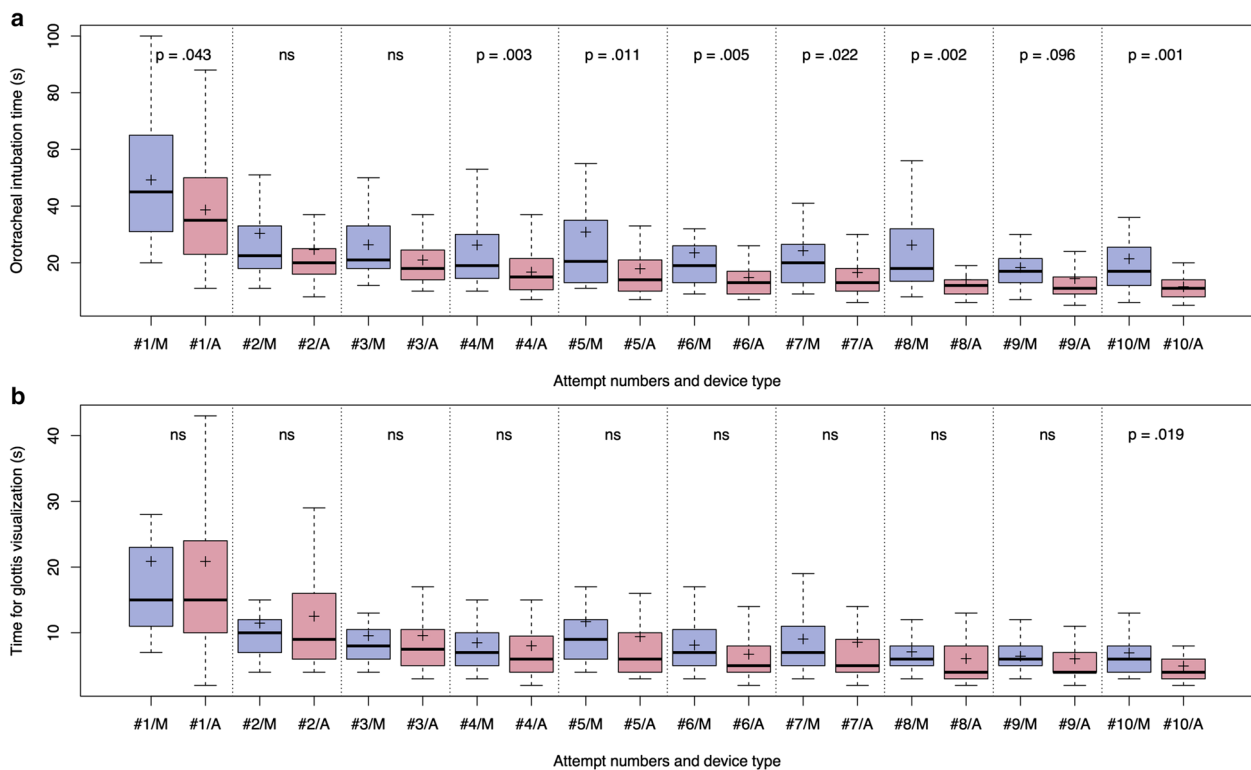 a
Orotracheal intubation time (s)
100
80
60
40
20
p = .043 ns ns p = .003 p = .011 p = .005 p = .022 p = .002 p = .096 p = .001
#1/M #1/A #2/M #2/A #3/M #3/A #4/M #4/A #5/M #5/A #6/M #6/A #7/M #7/A #8/M #8/A #9/M #9/A #10/M #10/A
Attempt numbers and device type
b
Time for glottis visualization (s)
40
30
20
10
ns ns ns ns ns ns ns ns ns p = .019
#1/M #1/A #2/M #2/A #3/M #3/A #4/M #4/A #5/M #5/A #6/M #6/A #7/M #7/A #8/M #8/A #9/M #9/A #10/M #10/A
Attempt numbers and device type